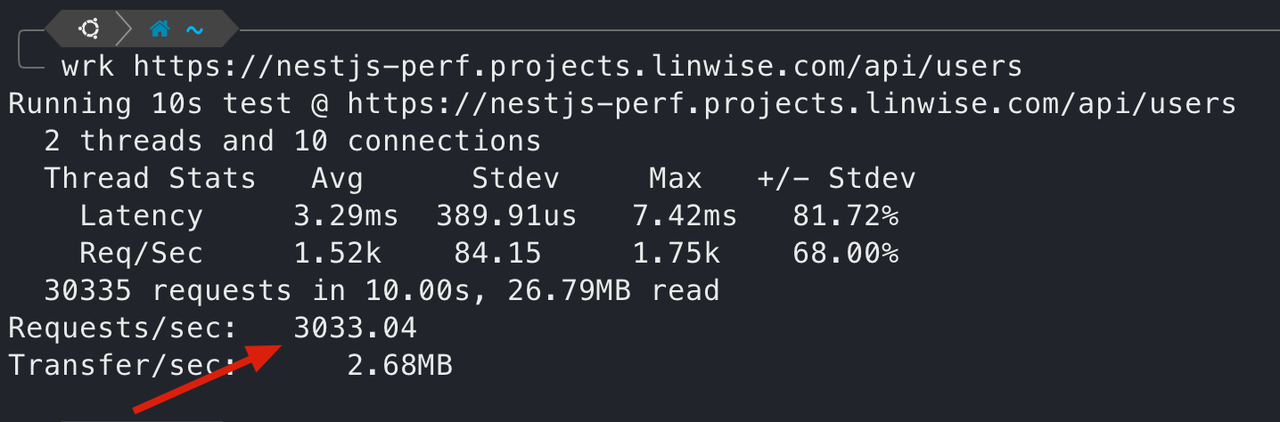 ~
wrk https://nestjs-perf.projects.linwise.com/api/users
Running 10s test @ https://nestjs-perf.projects.linwise.com/api/users
2 threads and 10 connections
Thread Stats Avg Stdev Max +/- Stdev
Latency 3.29ms 389.91us 7.42ms 81.72%
Req/Sec 1.52k 84.15 1.75k 68.00%
30335 requests in 10.00s, 26.79MB read
Requests/sec: 3033.04
Transfer/sec: 2.68MB